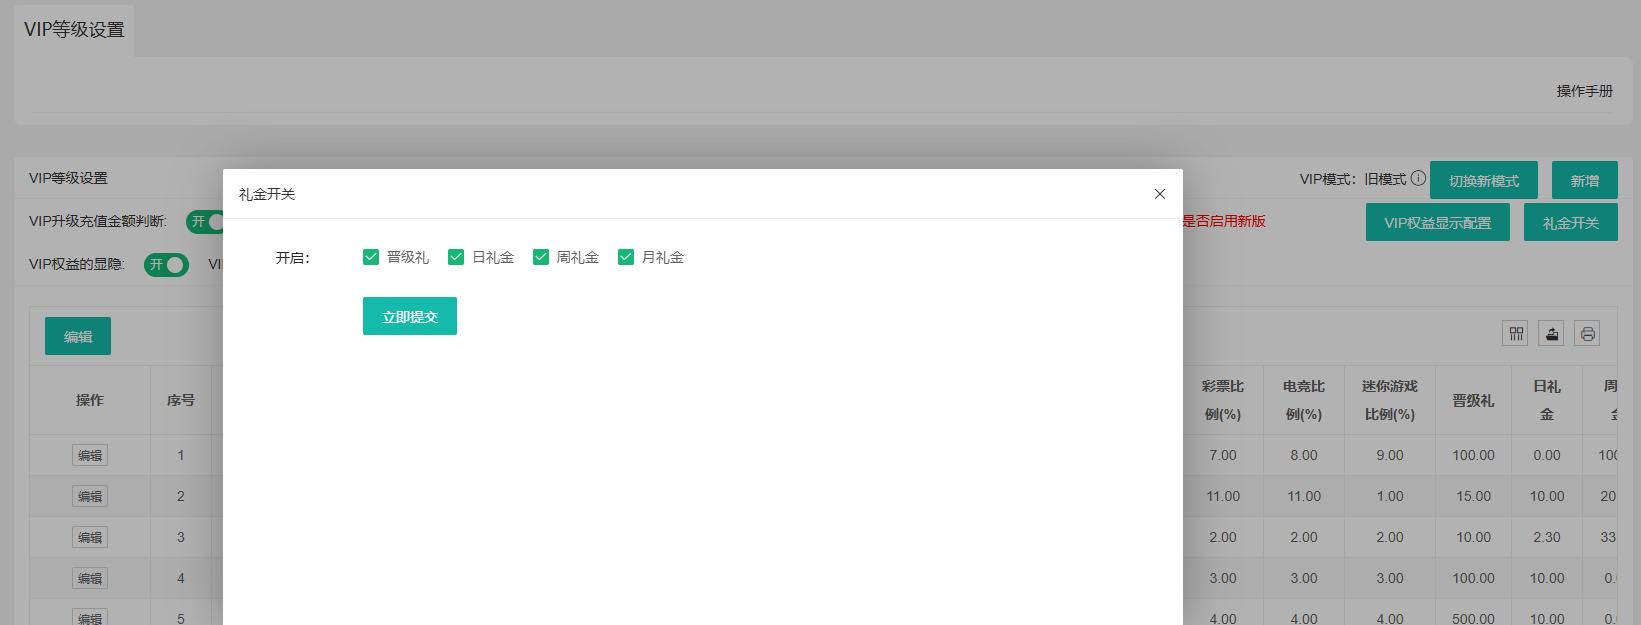 VIP等级设置
操作手册
VIP等级设置
VIP模式：旧模式
切换新模式
新增
VIP升级充值金额判断:
开
是否启用新版
VIP权益显示配置
礼金开关
VIP权益的显隐:
开
礼金开关
开启：
晋级礼
日礼金
周礼金
月礼金
立即提交
编辑
操作 序号 彩票比例(%) 电竞比例(%) 迷你游戏比例(%) 晋级礼 日礼金 周
编辑 1 7.00 8.00 9.00 100.00 0.00
编辑 2 11.00 11.00 1.00 15.00 10.00 20
编辑 3 2.00 2.00 2.00 10.00 2.30 33
编辑 4 3.00 3.00 3.00 100.00 10.00 0.
编辑 5 4.00 4.00 4.00 500.00 10.00 0.